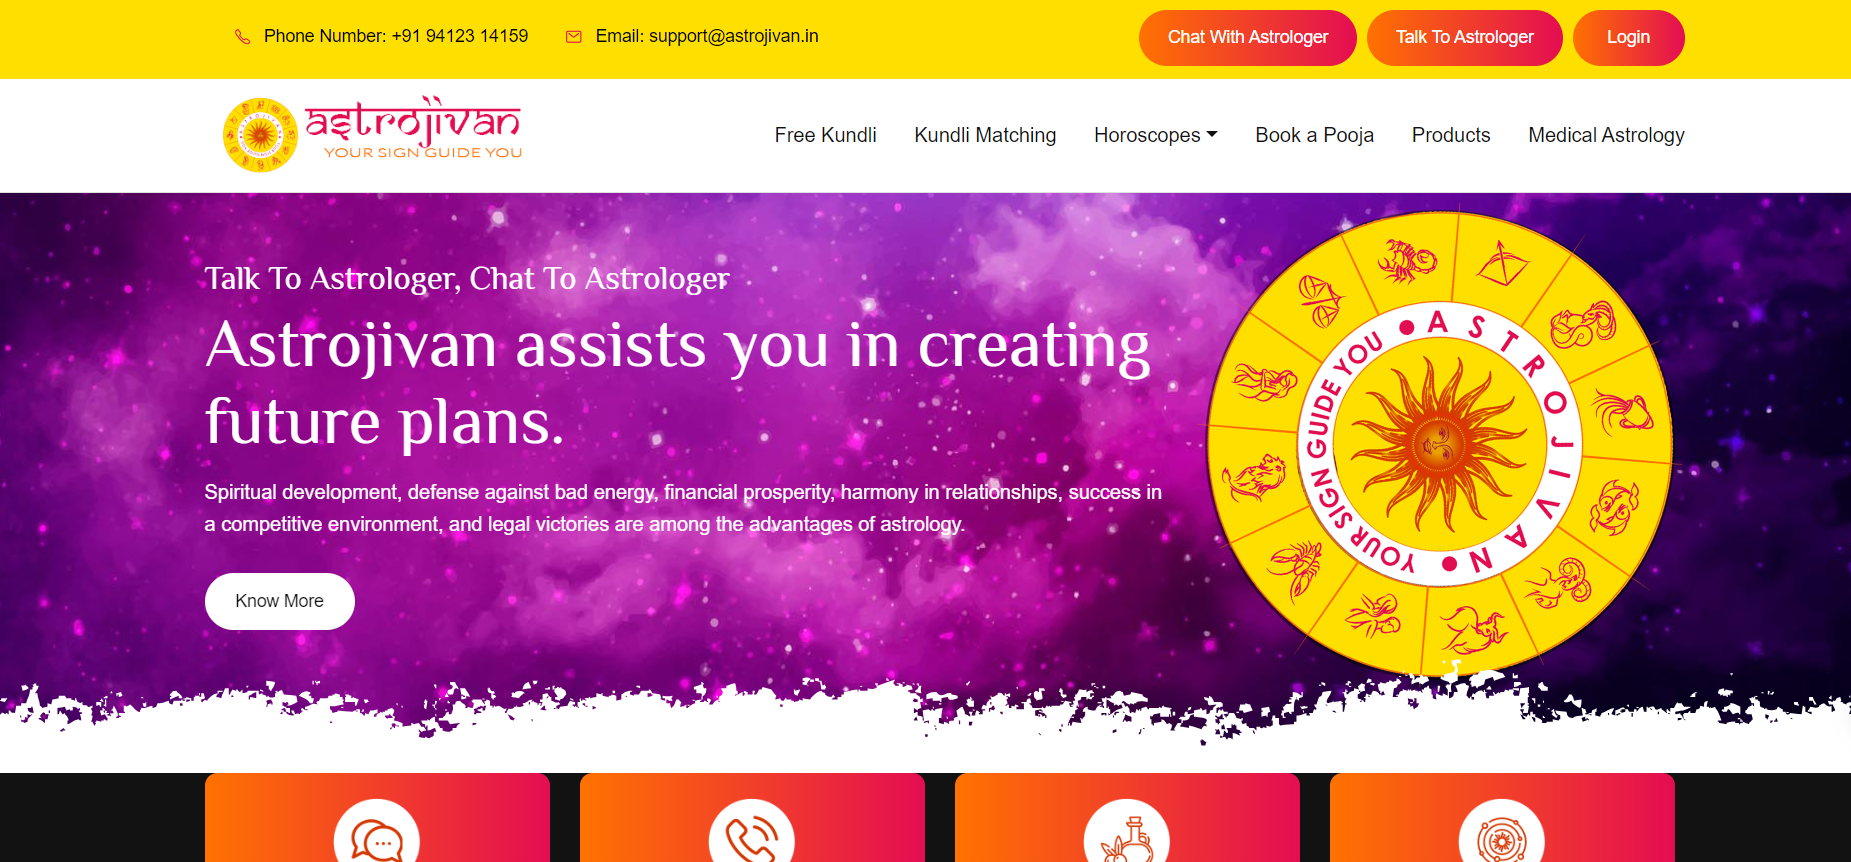 Phone Number: +91 94123 14159
Email: support@astrojivan.in
Chat With Astrologer
Talk To Astrologer
Login
astrojivan
YOUR SIGN GUIDE YOU
Free Kundli
Kundli Matching
Horoscopes
Book a Pooja
Products
Medical Astrology
Talk To Astrologer, Chat To Astrologer
Astrojivan assists you in creating
future plans.
Spiritual development, defense against bad energy, financial prosperity, harmony in relationships, success in
a competitive environment, and legal victories are among the advantages of astrology.
Know More
ASTROJIVAN
YOUR SIGN GUIDE YOU